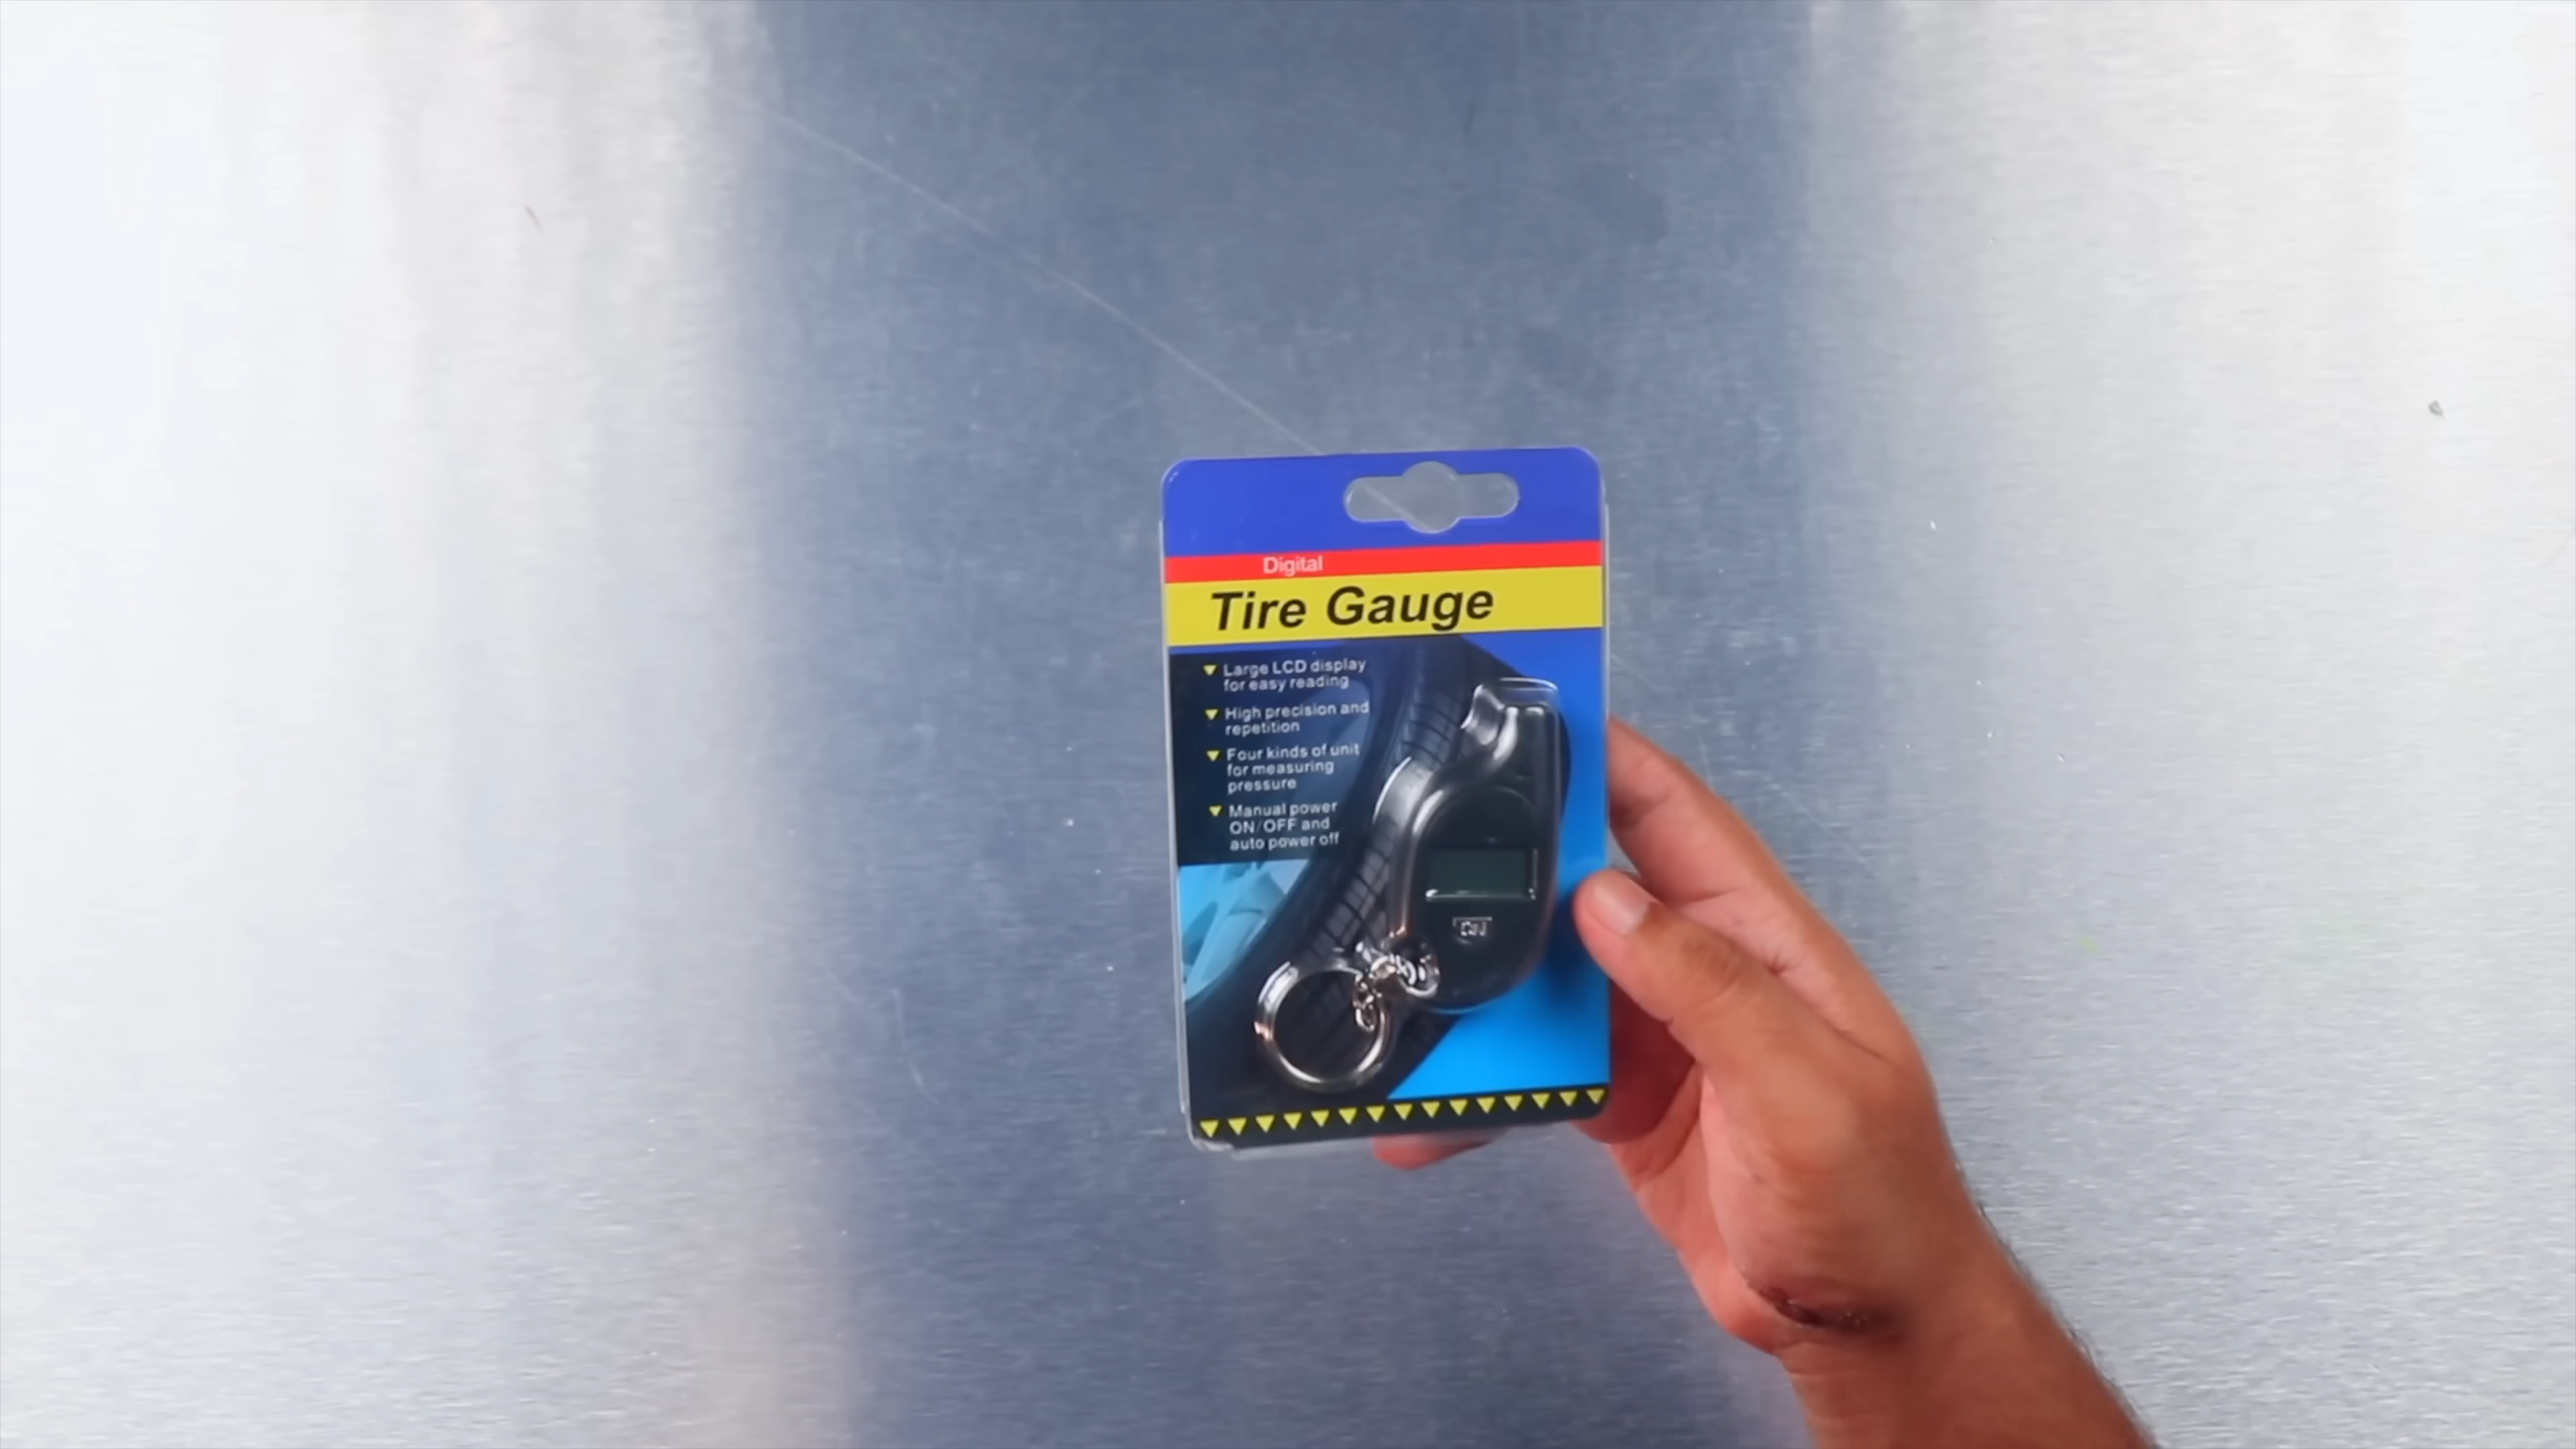 Digital
Tire Gauge
Large LCD display
for easy reading
High precision and
repetition
Four kinds of unit
for measuring
pressure
Manual power
ON/OFF and
auto power off